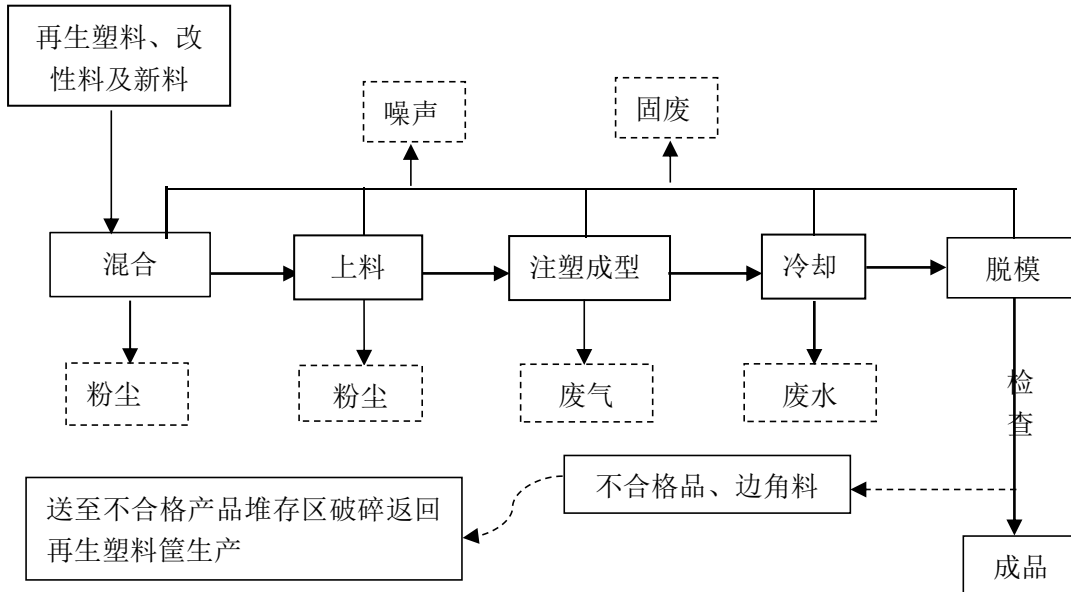 再生塑料、改
性料及新料
噪声
固废
混合
上料
注塑成型
冷却
脱模
粉尘
粉尘
废气
废水
检
查
不合格品、边角料
送至不合格产品堆存区破碎返回
再生塑料筐生产
成品